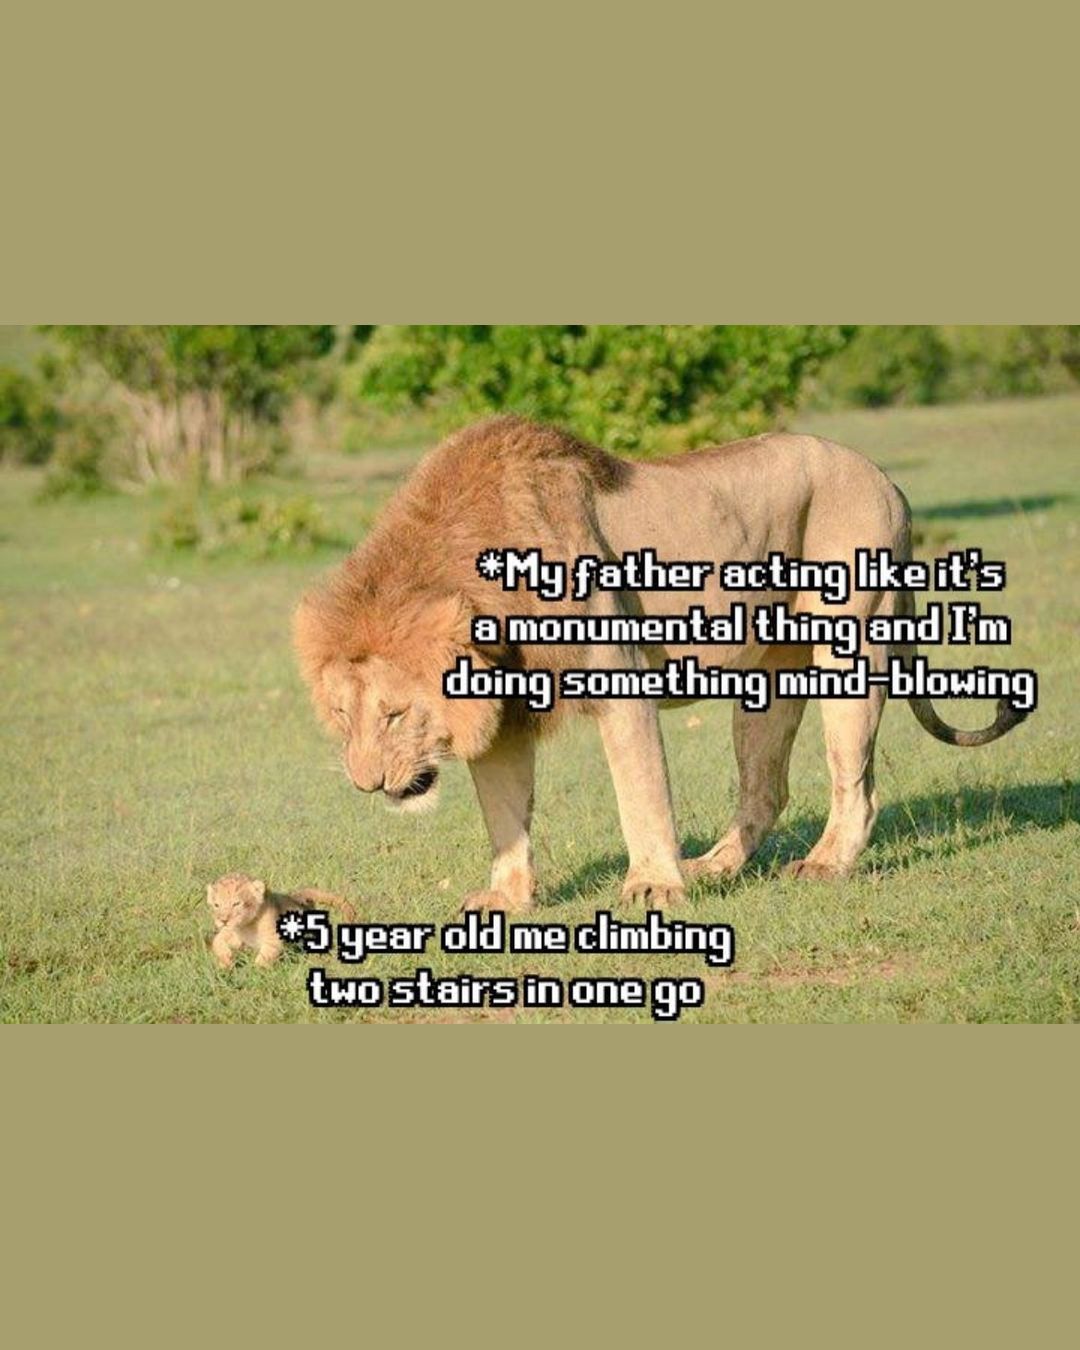 *My father acting like it's
a monumental thing and I'm
doing something mind-blowing
*5 year old me climbing
two stairs in one go